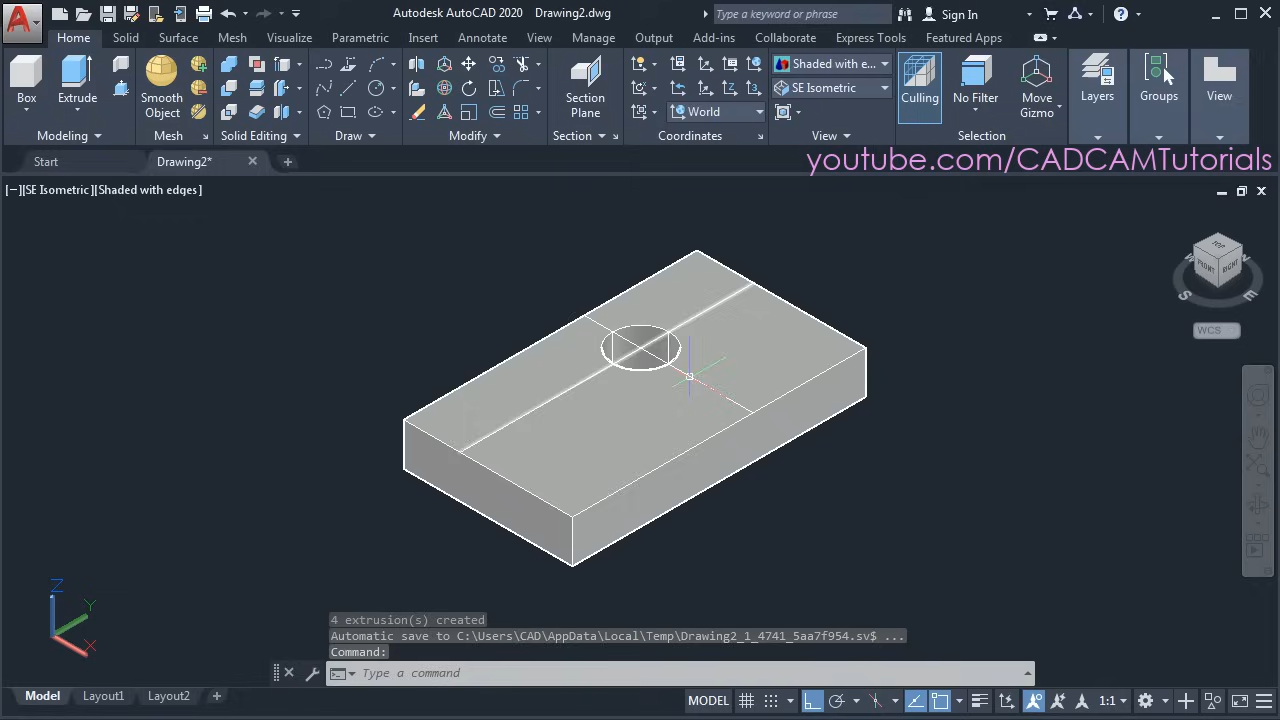 Autodesk AutoCAD 2020 Drawing2.dwg
Type a keyword or phrase
Sign In
Home Solid Surface Mesh Visualize Parametric Insert Annotate View Manage Output Add-ins Collaborate Express Tools Featured Apps
Box
Extrude
Smooth Object
Section Plane
World
Shaded with e...
SE Isometric
Culling
No Filter
Move Gizmo
Layers
Groups
View
Modeling Mesh Solid Editing Draw Modify Section Coordinates View Selection
Start Drawing2*
youtube.com/CADCAMTutorials
[−][SE Isometric][Shaded with edges]
TOP
FRONT
RIGHT
W
N
S
E
WCS
Z
Y
X
4 extrusion(s) created
Automatic save to C:\Users\CAD\AppData\Local\Temp\Drawing2_1_4741_5aa7f954.sv$ ...
Command:
Type a command
Model Layout1 Layout2
MODEL
1:1